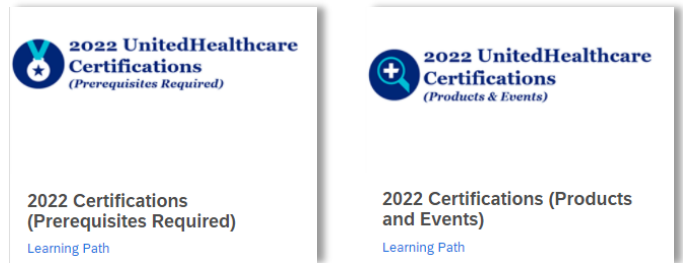 2022 UnitedHealthcare
Certifications
(Prerequisites Required)
2022 Certifications
(Prerequisites Required)
Learning Path
2022 UnitedHealthcare
Certifications
(Products & Events)
2022 Certifications (Products
and Events)
Learning Path